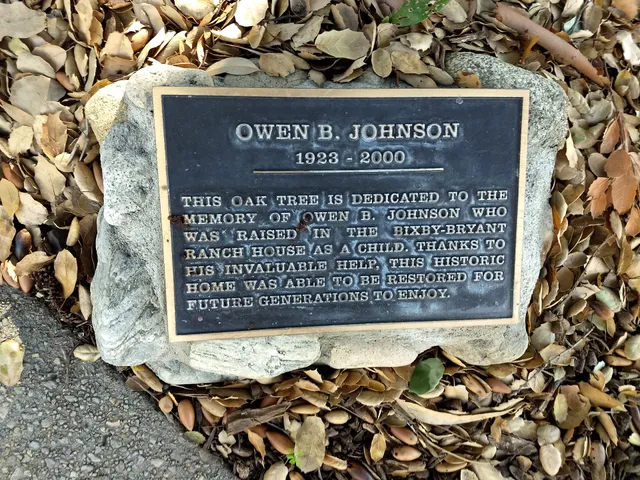 OWEN B. JOHNSON
1923 - 2000
THIS OAK TREE IS DEDICATED TO THE
MEMORY OF OWEN B. JOHNSON WHO
WAS RAISED IN THE BIXBY-BRYANT
RANCH HOUSE AS A CHILD. THANKS TO
HIS INVALUABLE HELP, THIS HISTORIC
HOME WAS ABLE TO BE RESTORED FOR
FUTURE GENERATIONS TO ENJOY.